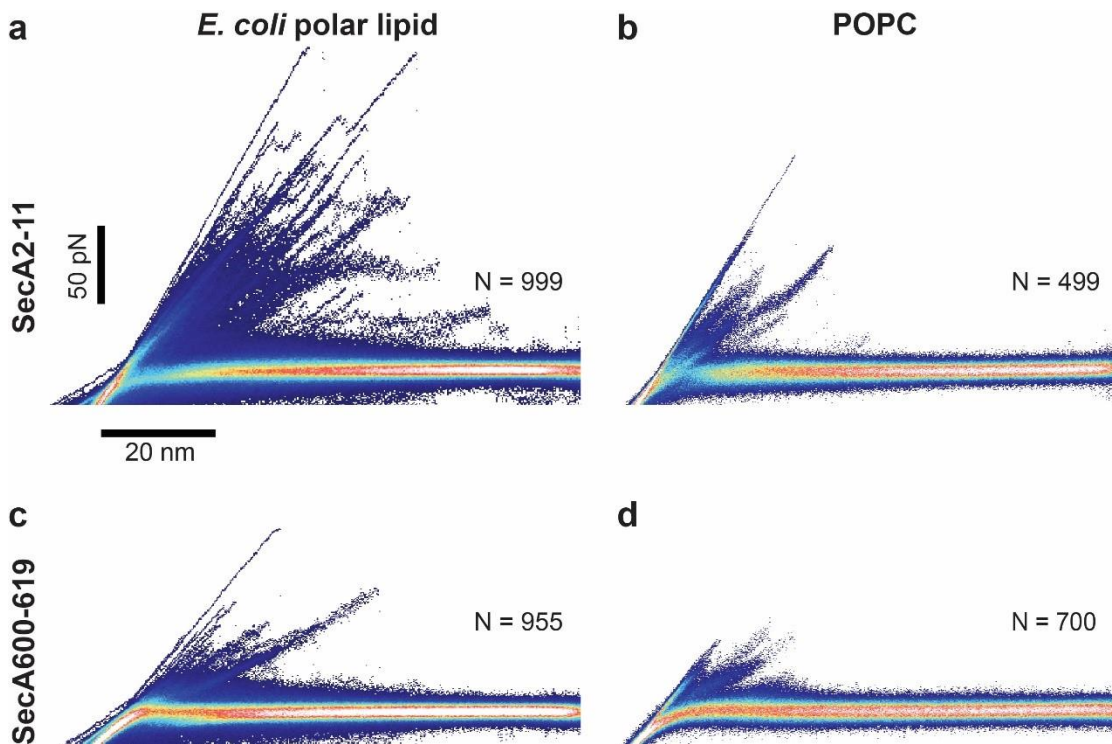 a
E. coli polar lipid
b
POPC
SecA2-11
50 pN
N = 999
N = 499
20 nm
c
d
SecA600-619
N = 955
N = 700